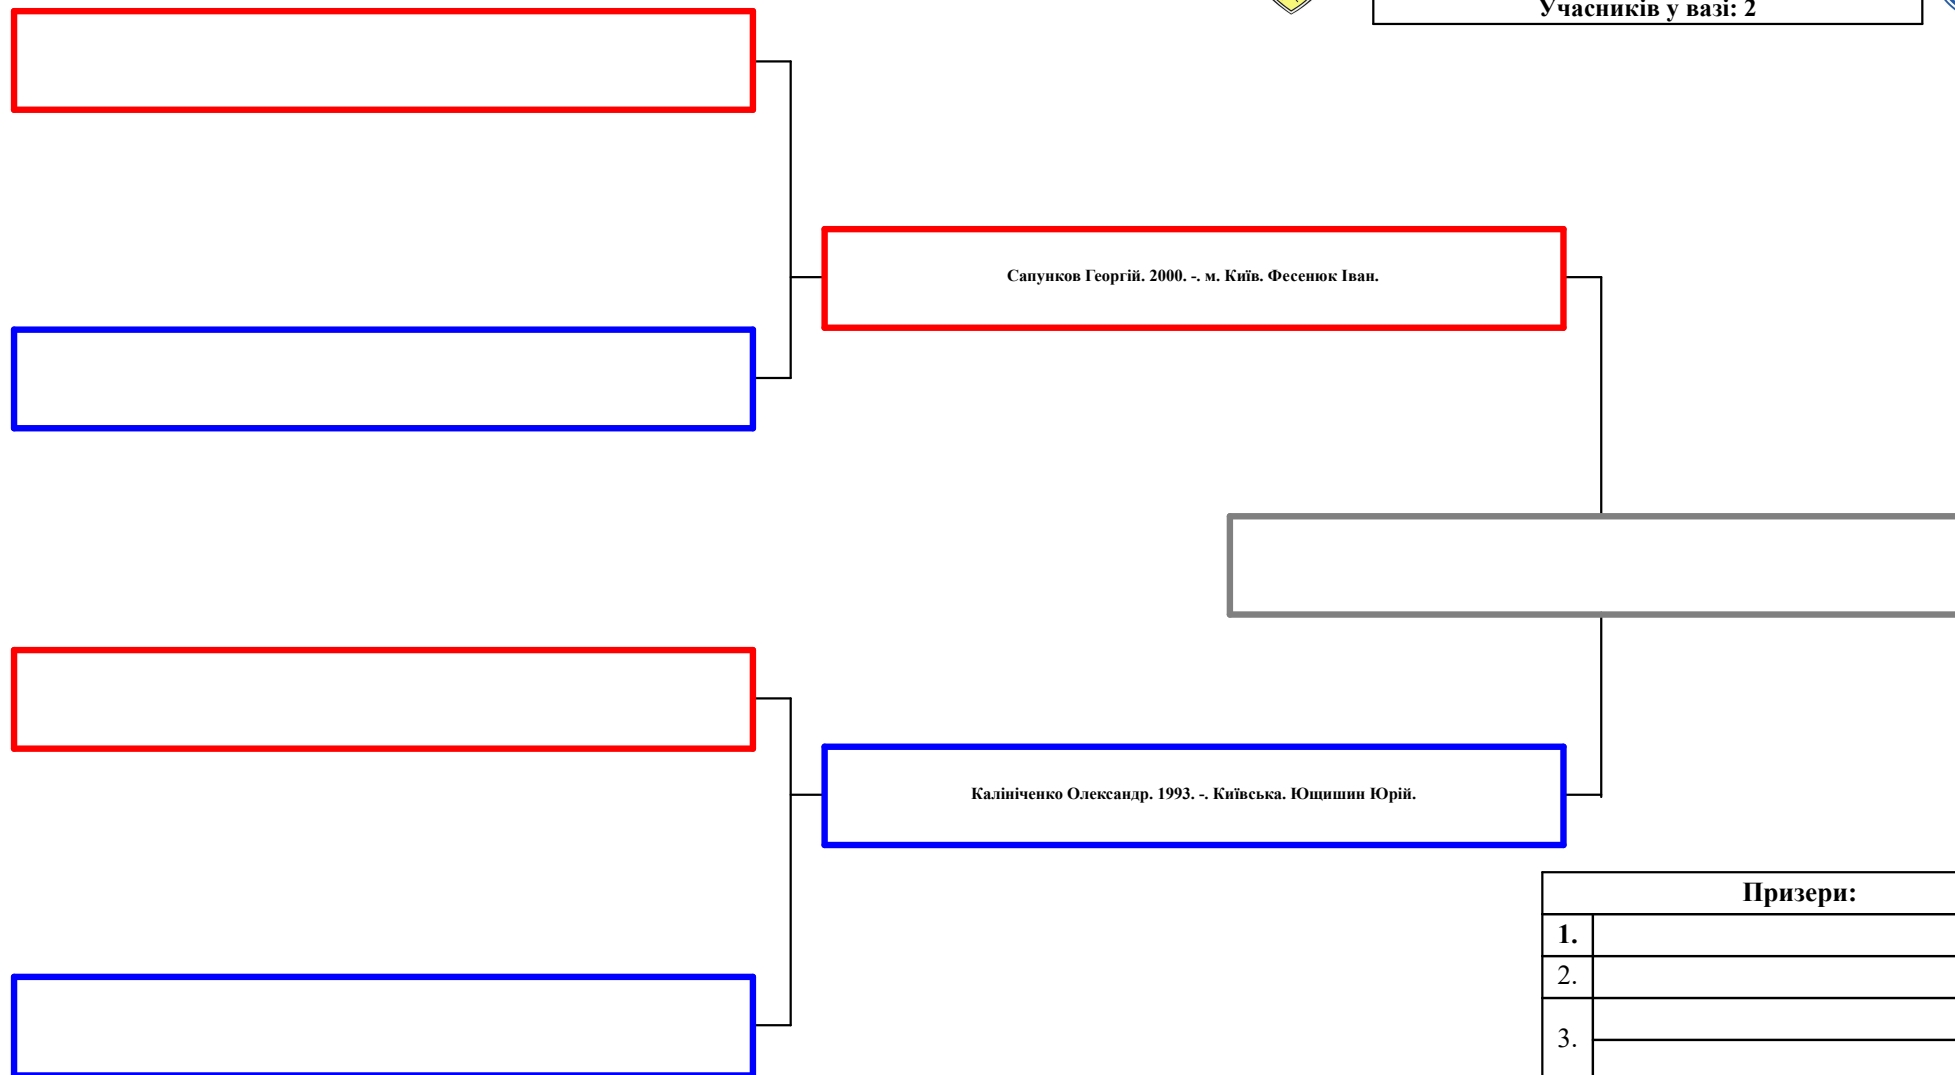 Учасників у вазі: 2
Сапунков Георгій. 2000. -. м. Київ. Фесенюк Іван.
Калініченко Олександр. 1993. -. Київська. Ющишин Юрій.
Призери:
1.
2.
3.